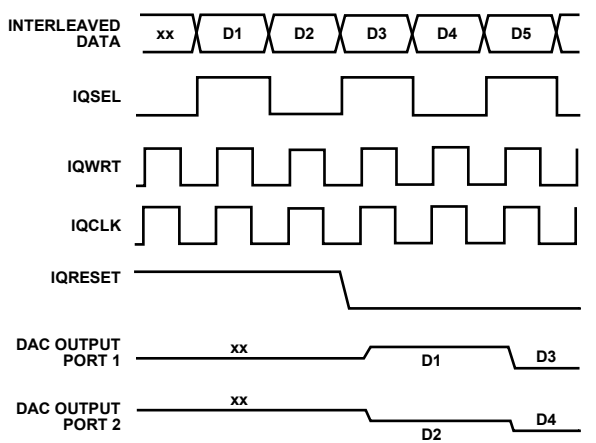 INTERLEAVED
DATA
xx D1 D2 D3 D4 D5
IQSEL
IQWRT
IQCLK
IQRESET
DAC OUTPUT
PORT 1
xx D1 D3
DAC OUTPUT
PORT 2
xx D2 D4